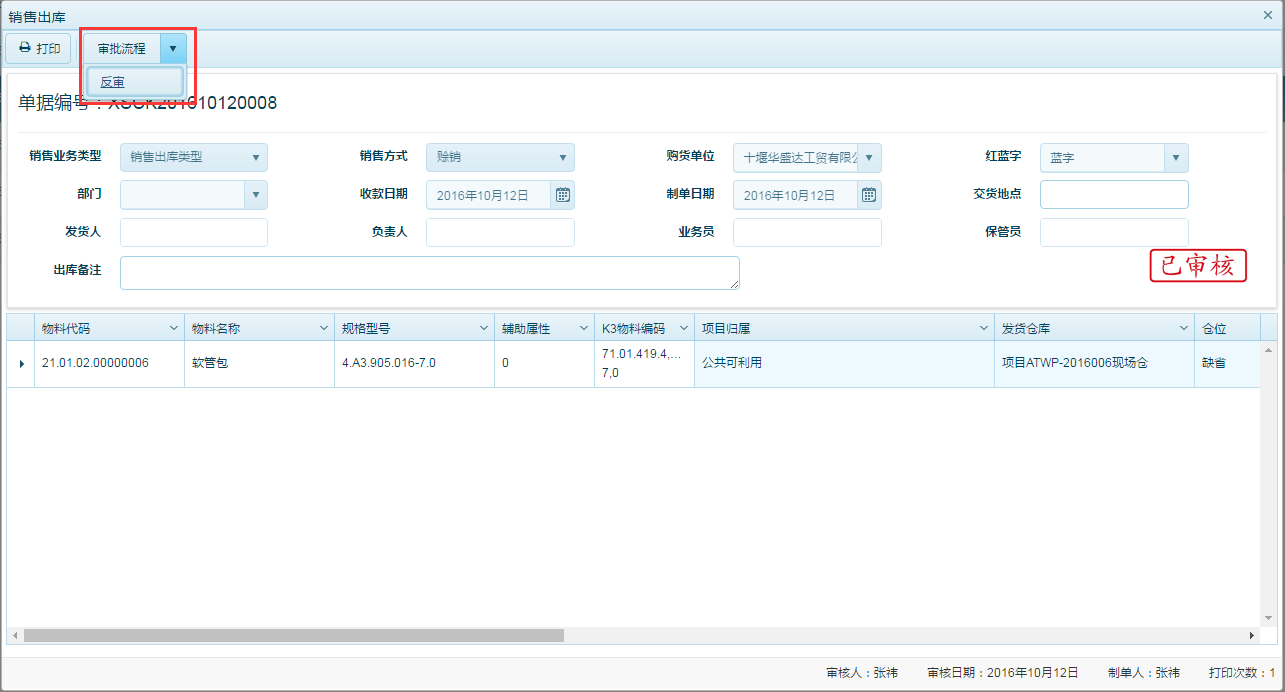 销售出库
打印 审批流程
反审
单据编号：XSCK201610120008
销售业务类型 销售出库类型 销售方式 赊销 购货单位 十堰华盛达工贸有限公 红蓝字 蓝字
部门 收款日期 2016年10月12日 制单日期 2016年10月12日 交货地点
发货人 负责人 业务员 保管员
出库备注
已审核
物料代码 物料名称 规格型号 辅助属性 K3物料编码 项目归属 发货仓库 仓位
21.01.02.00000006 软管包 4.A3.905.016-7.0 0 71.01.419.4,... 公共可利用 项目ATWP-2016006现场仓 缺省
7,0
审核人：张祎 审核日期：2016年10月12日 制单人：张祎 打印次数：1